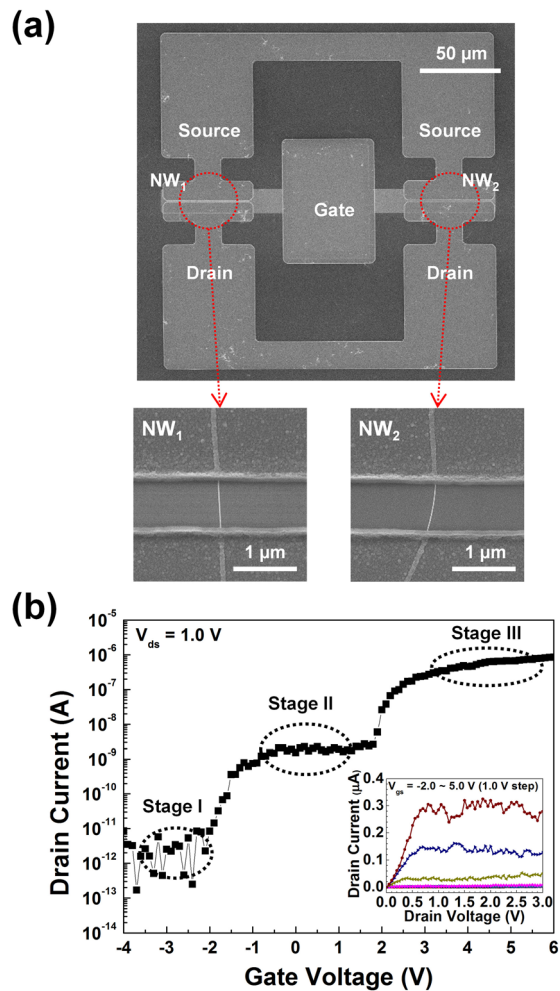 (a)
50 µm
Source
Source
NW1
NW2
Gate
Drain
Drain
NW1
NW2
1 µm
1 µm
(b)
Vds = 1.0 V
Stage III
Stage II
Stage I
Drain Current (A)
10-5
10-6
10-7
10-8
10-9
10-10
10-11
10-12
10-13
10-14
-4 -3 -2 -1 0 1 2 3 4 5 6
Gate Voltage (V)
Vgs = -2.0 ~ 5.0 V (1.0 V step)
Drain Current (µA)
0.4
0.3
0.2
0.1
0.0
0.0 0.5 1.0 1.5 2.0 2.5 3.0
Drain Voltage (V)